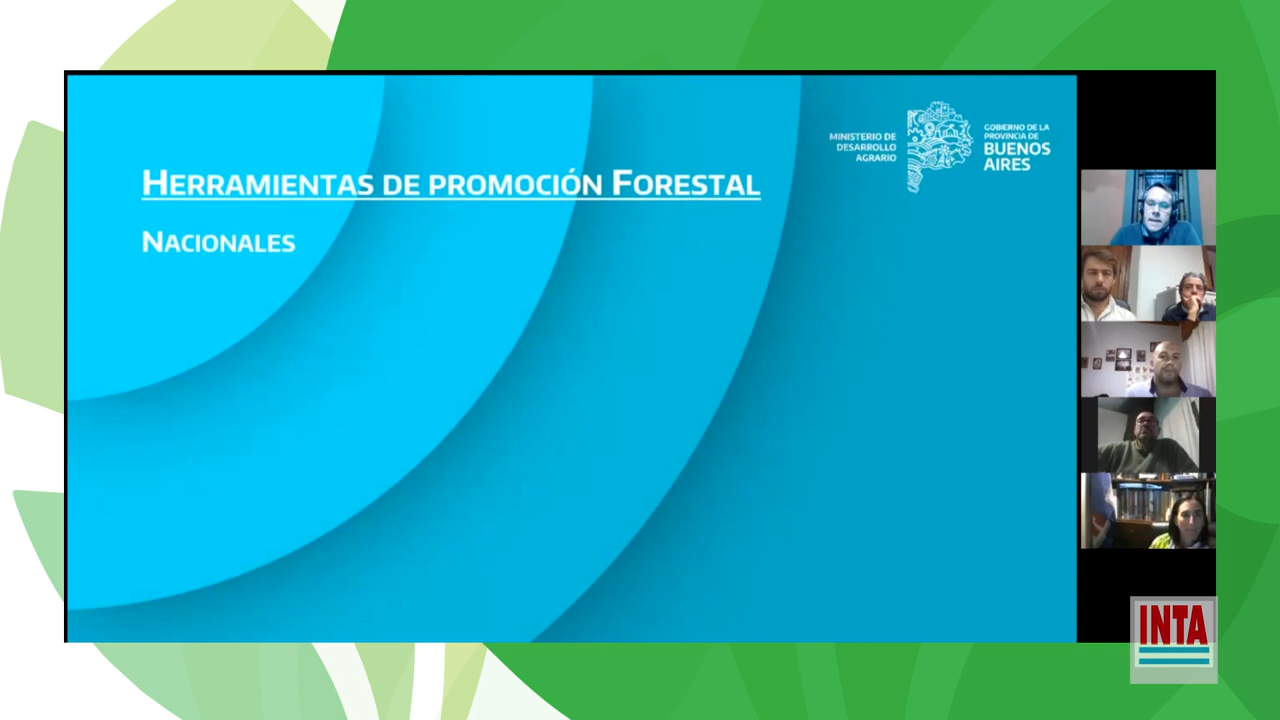 HERRAMIENTAS DE PROMOCIÓN FORESTAL
NACIONALES
MINISTERIO DE
DESARROLLO
AGRARIO
GOBIERNO DE LA
PROVINCIA DE
BUENOS
AIRES
INTA